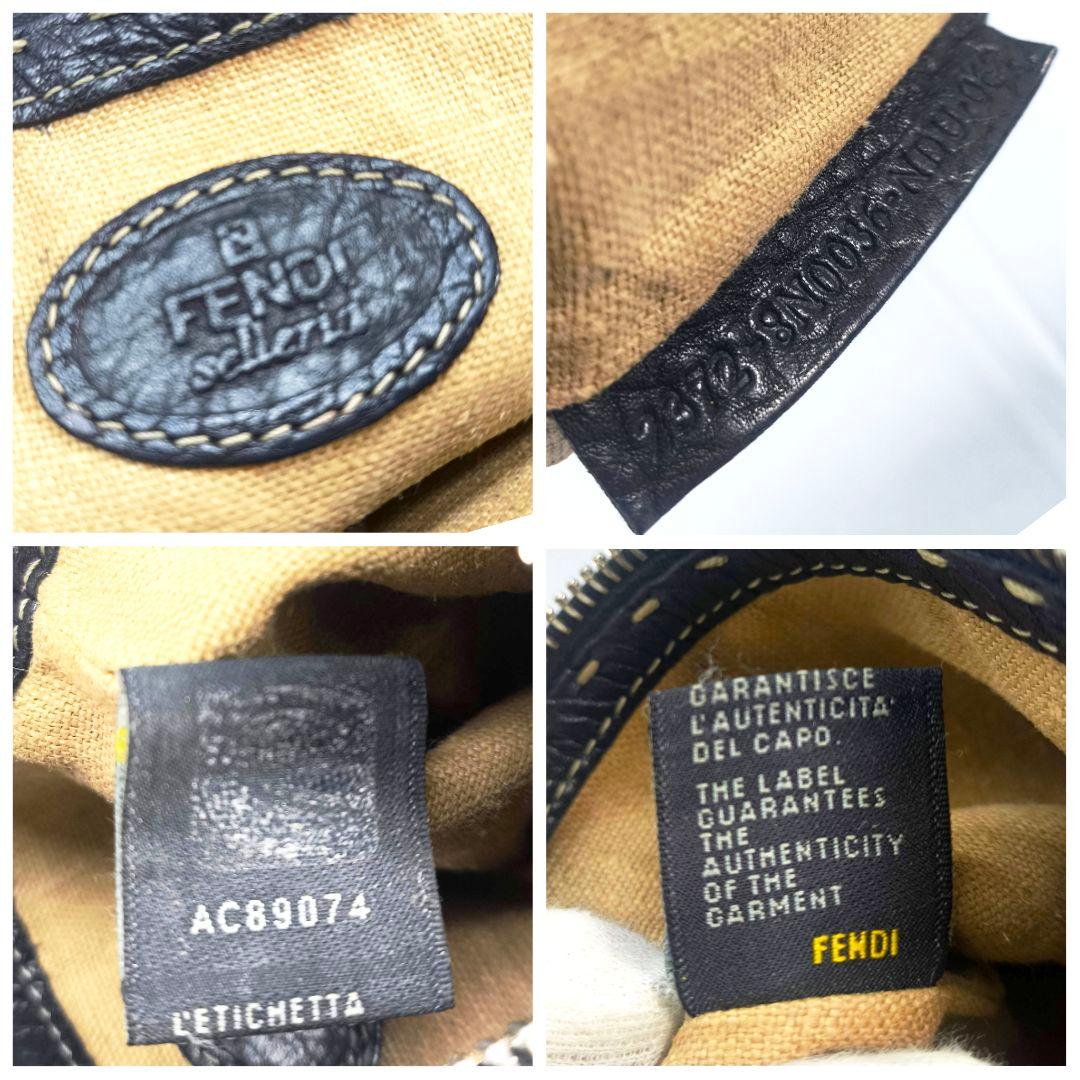 FENDI
selleria
2372-8N0036-NDU-06
AC89074
L'ETICHETTA
GARANTISCE
L'AUTENTICITA'
DEL CAPO.
THE LABEL
GUARANTEES
THE
AUTHENTICITY
OF THE
GARMENT
FENDI